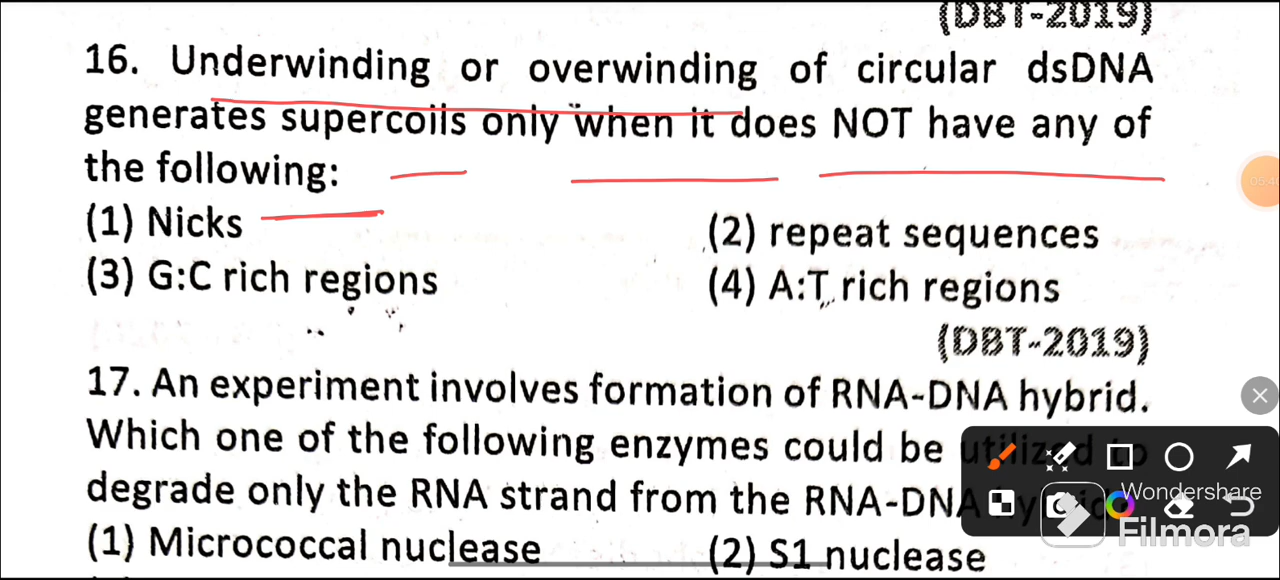 (DBT-2019)
16. Underwinding or overwinding of circular dsDNA
generates supercoils only when it does NOT have any of
the following:
(1) Nicks (2) repeat sequences
(3) G:C rich regions (4) A:T rich regions
(DBT-2019)
17. An experiment involves formation of RNA-DNA hybrid.
Which one of the following enzymes could be utilized to
degrade only the RNA strand from the RNA-DNA
(1) Micrococcal nuclease (2) S1 nuclease
Wondershare
Filmora